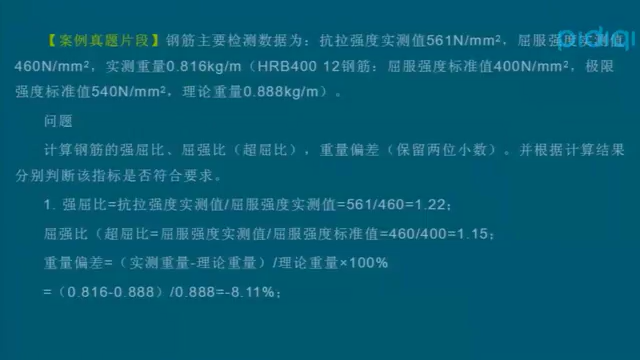 【案例真题片段】钢筋主要检测数据为：抗拉强度实测值561N/mm²，屈服强度实测值
460N/mm²，实测重量0.816kg/m（HRB400 12钢筋：屈服强度标准值400N/mm²，极限
强度标准值540N/mm²，理论重量0.888kg/m）。
问题
计算钢筋的强屈比、屈强比（超屈比），重量偏差（保留两位小数）。并根据计算结果
分别判断该指标是否符合要求。
1. 强屈比=抗拉强度实测值/屈服强度实测值=561/460=1.22；
屈强比（超屈比=屈服强度实测值/屈服强度标准值=460/400=1.15；
重量偏差=（实测重量-理论重量）/理论重量×100%
=（0.816-0.888）/0.888=-8.11%；